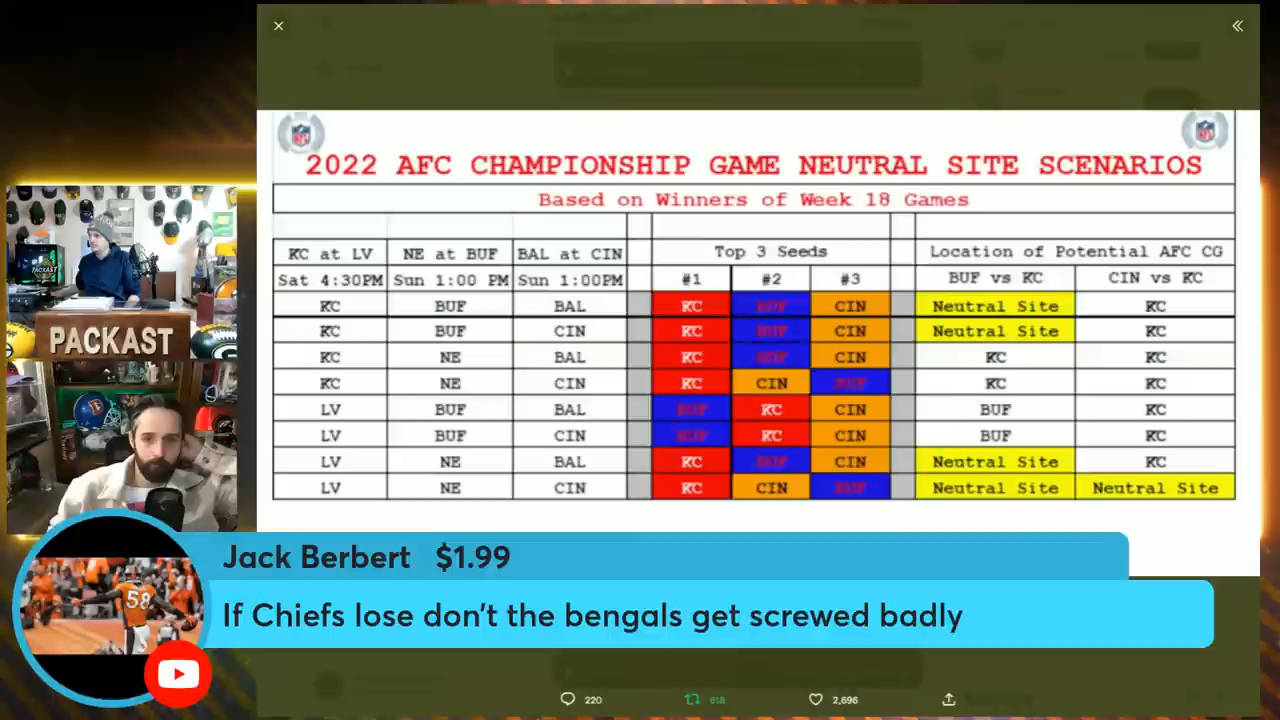 2022 AFC CHAMPIONSHIP GAME NEUTRAL SITE SCENARIOS
Based on Winners of Week 18 Games
KC at LV NE at BUF BAL at CIN Top 3 Seeds Location of Potential AFC CG
Sat 4:30PM Sun 1:00 PM Sun 1:00PM #1 #2 #3 BUF vs KC CIN vs KC
KC BUF BAL KC BUF CIN Neutral Site KC
KC BUF CIN KC BUF CIN Neutral Site KC
KC NE BAL KC BUF CIN KC KC
KC NE CIN KC CIN BUF KC KC
LV BUF BAL BUF KC CIN BUF KC
LV BUF CIN BUF KC CIN BUF KC
LV NE BAL KC BUF CIN Neutral Site KC
LV NE CIN KC CIN BUF Neutral Site Neutral Site
PACKAST
58
Jack Berbert $1.99
If Chiefs lose don't the bengals get screwed badly
220 618 2,696